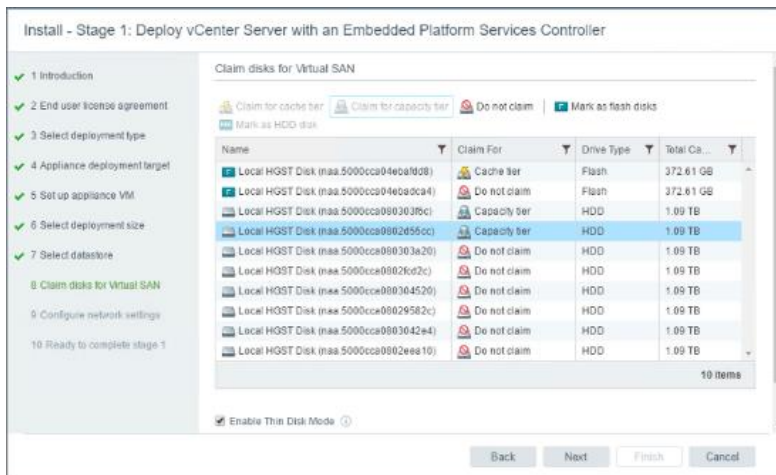 Install - Stage 1: Deploy vCenter Server with an Embedded Platform Services Controller
1 Introduction
2 End user license agreement
3 Select deployment type
4 Appliance deployment target
5 Set up appliance VM
6 Select deployment size
7 Select datastore
8 Claim disks for Virtual SAN
9 Configure network settings
10 Ready to complete stage 1
Claim disks for Virtual SAN
Claim for cache tier Claim for capacity tier Do not claim Mark as flash disks
Mark as HDD disk
Name Claim For Drive Type Total Ca...
Local HGST Disk (naa.5000cca04ebafdd8) Cache tier Flash 372.61 GB
Local HGST Disk (naa.5000cca04ebadca4) Do not claim Flash 372.61 GB
Local HGST Disk (naa.5000cca080303f6c) Capacity tier HDD 1.09 TB
Local HGST Disk (naa.5000cca0802d55cc) Capacity tier HDD 1.09 TB
Local HGST Disk (naa.5000cca080303a20) Do not claim HDD 1.09 TB
Local HGST Disk (naa.5000cca0802fcd2c) Do not claim HDD 1.09 TB
Local HGST Disk (naa.5000cca080304520) Do not claim HDD 1.09 TB
Local HGST Disk (naa.5000cca08029582c) Do not claim HDD 1.09 TB
Local HGST Disk (naa.5000cca0803042e4) Do not claim HDD 1.09 TB
Local HGST Disk (naa.5000cca0802eea10) Do not claim HDD 1.09 TB
10 items
Enable Thin Disk Mode
Back Next Finish Cancel